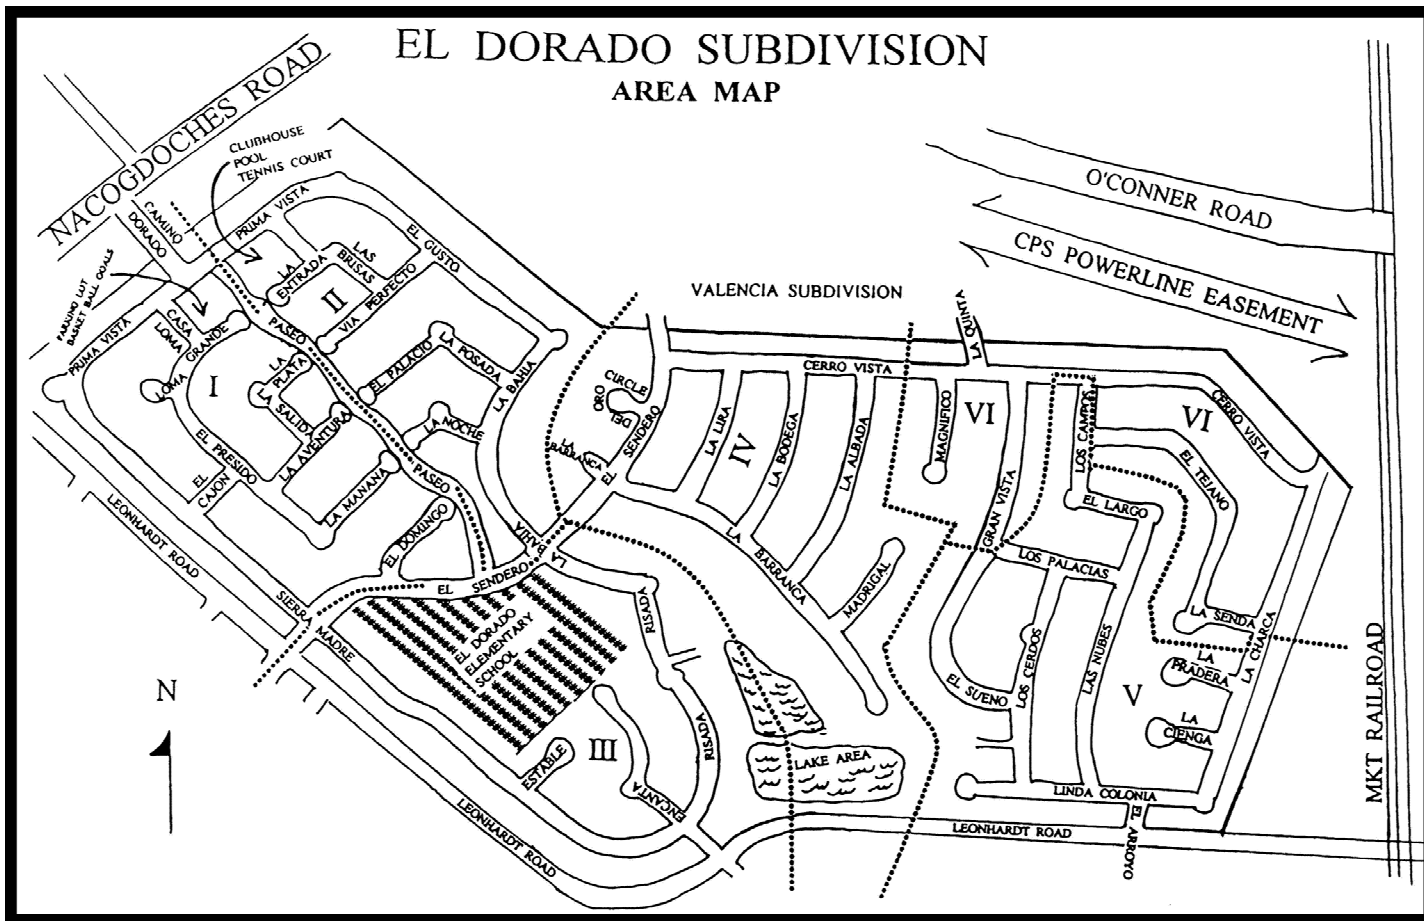 EL DORADO SUBDIVISION
AREA MAP
NACOGDOCHES ROAD
CLUBHOUSE
POOL
TENNIS COURT
CAMINO
DORADO
PRIMA VISTA
PARKING LOT
BASKET BALL GOALS
EL GUSTO
LAS
BRISAS
LA
ENTRADA
II
VIA PERFECTO
PASEO
PRIMA VISTA
CASA
LOMA
LOMA GRANDE
I
LA
PLATA
LA SALIDA
LA AVENTURA
EL PALACIO
LA POSADA
LA BAHIA
LA NOCHE
EL PRESIDO
EL
CAJON
LA MANANA
PASEO
EL DOMINGO
LEONHARDT ROAD
SIERRA
MADRE
EL SENDERO
LA
BAHIA
EL DORADO
ELEMENTARY
SCHOOL
RISADA
RISADA
ESTABLE
III
ENCANTA
LEONHARDT ROAD
VALENCIA SUBDIVISION
O'CONNER ROAD
CPS POWERLINE EASEMENT
LA QUINTA
CERRO VISTA
ORO
CIRCLE
DEL
EL
SENDERO
LA
BARRANCA
LA LIRA
IV
LA BODEGA
LA ALBADA
LA
BARRANCA
MADRIGAL
MAGNIFICO
VI
GRAN VISTA
LOS CAMPOS
VI
CERRO VISTA
EL TEJANO
EL LARGO
LOS PALACIAS
LA SENDA
LA CHARCA
LA
PRADERA
LA
CIENGA
V
LAS NUBES
LOS CERDOS
EL SUENO
LAKE AREA
LINDA COLONIA
LEONHARDT ROAD
EL ARROYO
MKT RAILROAD
N